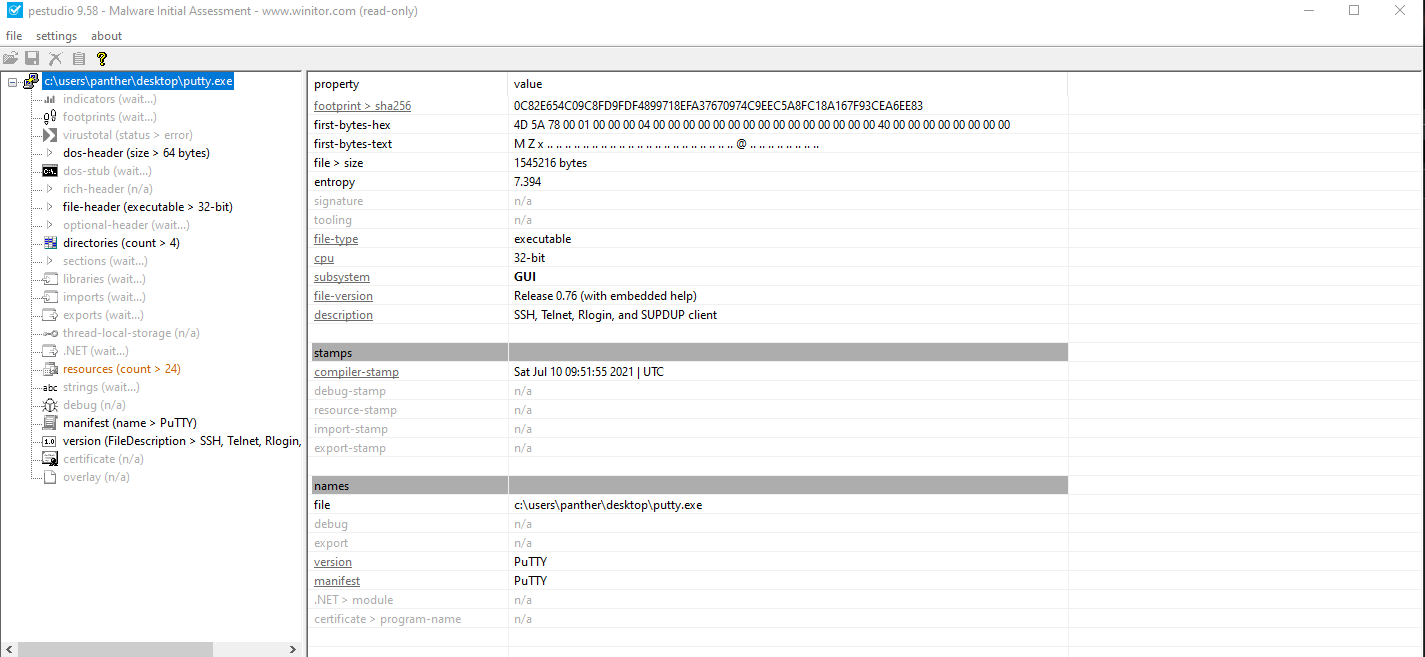 pestudio 9.58 - Malware Initial Assessment - www.winitor.com (read-only)
file settings about
c:\users\panther\desktop\putty.exe
indicators (wait...)
footprints (wait...)
virustotal (status > error)
dos-header (size > 64 bytes)
dos-stub (wait...)
rich-header (n/a)
file-header (executable > 32-bit)
optional-header (wait...)
directories (count > 4)
sections (wait...)
libraries (wait...)
imports (wait...)
exports (wait...)
thread-local-storage (n/a)
.NET (wait...)
resources (count > 24)
abc strings (wait...)
debug (n/a)
manifest (name > PuTTY)
1.0 version (FileDescription > SSH, Telnet, Rlogin,
certificate (n/a)
overlay (n/a)
property value
footprint > sha256 0C82E654C09C8FD9FDF4899718EFA37670974C9EEC5A8FC18A167F93CEA6EE83
first-bytes-hex 4D 5A 78 00 01 00 00 00 04 00 00 00 00 00 00 00 00 00 00 00 00 00 00 00 40 00 00 00 00 00 00 00 00
first-bytes-text M Z x .. .. .. .. .. .. .. .. .. .. .. .. .. .. .. .. .. .. .. .. .. @ .. .. .. .. .. .. .. ..
file > size 1545216 bytes
entropy 7.394
signature n/a
tooling n/a
file-type executable
cpu 32-bit
subsystem GUI
file-version Release 0.76 (with embedded help)
description SSH, Telnet, Rlogin, and SUPDUP client
stamps
compiler-stamp Sat Jul 10 09:51:55 2021 | UTC
debug-stamp n/a
resource-stamp n/a
import-stamp n/a
export-stamp n/a
names
file c:\users\panther\desktop\putty.exe
debug n/a
export n/a
version PuTTY
manifest PuTTY
.NET > module n/a
certificate > program-name n/a